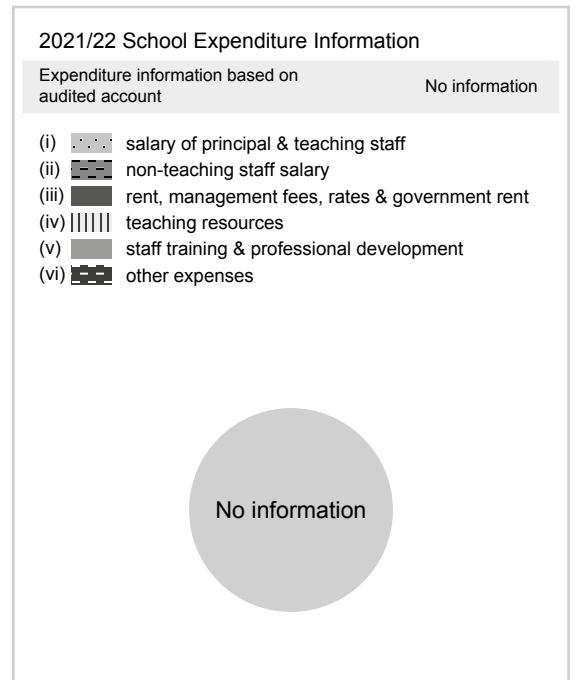 2021/22 School Expenditure Information
Expenditure information based on
audited account
No information
(i) salary of principal & teaching staff
(ii) non-teaching staff salary
(iii) rent, management fees, rates & government rent
(iv) teaching resources
(v) staff training & professional development
(vi) other expenses
No information